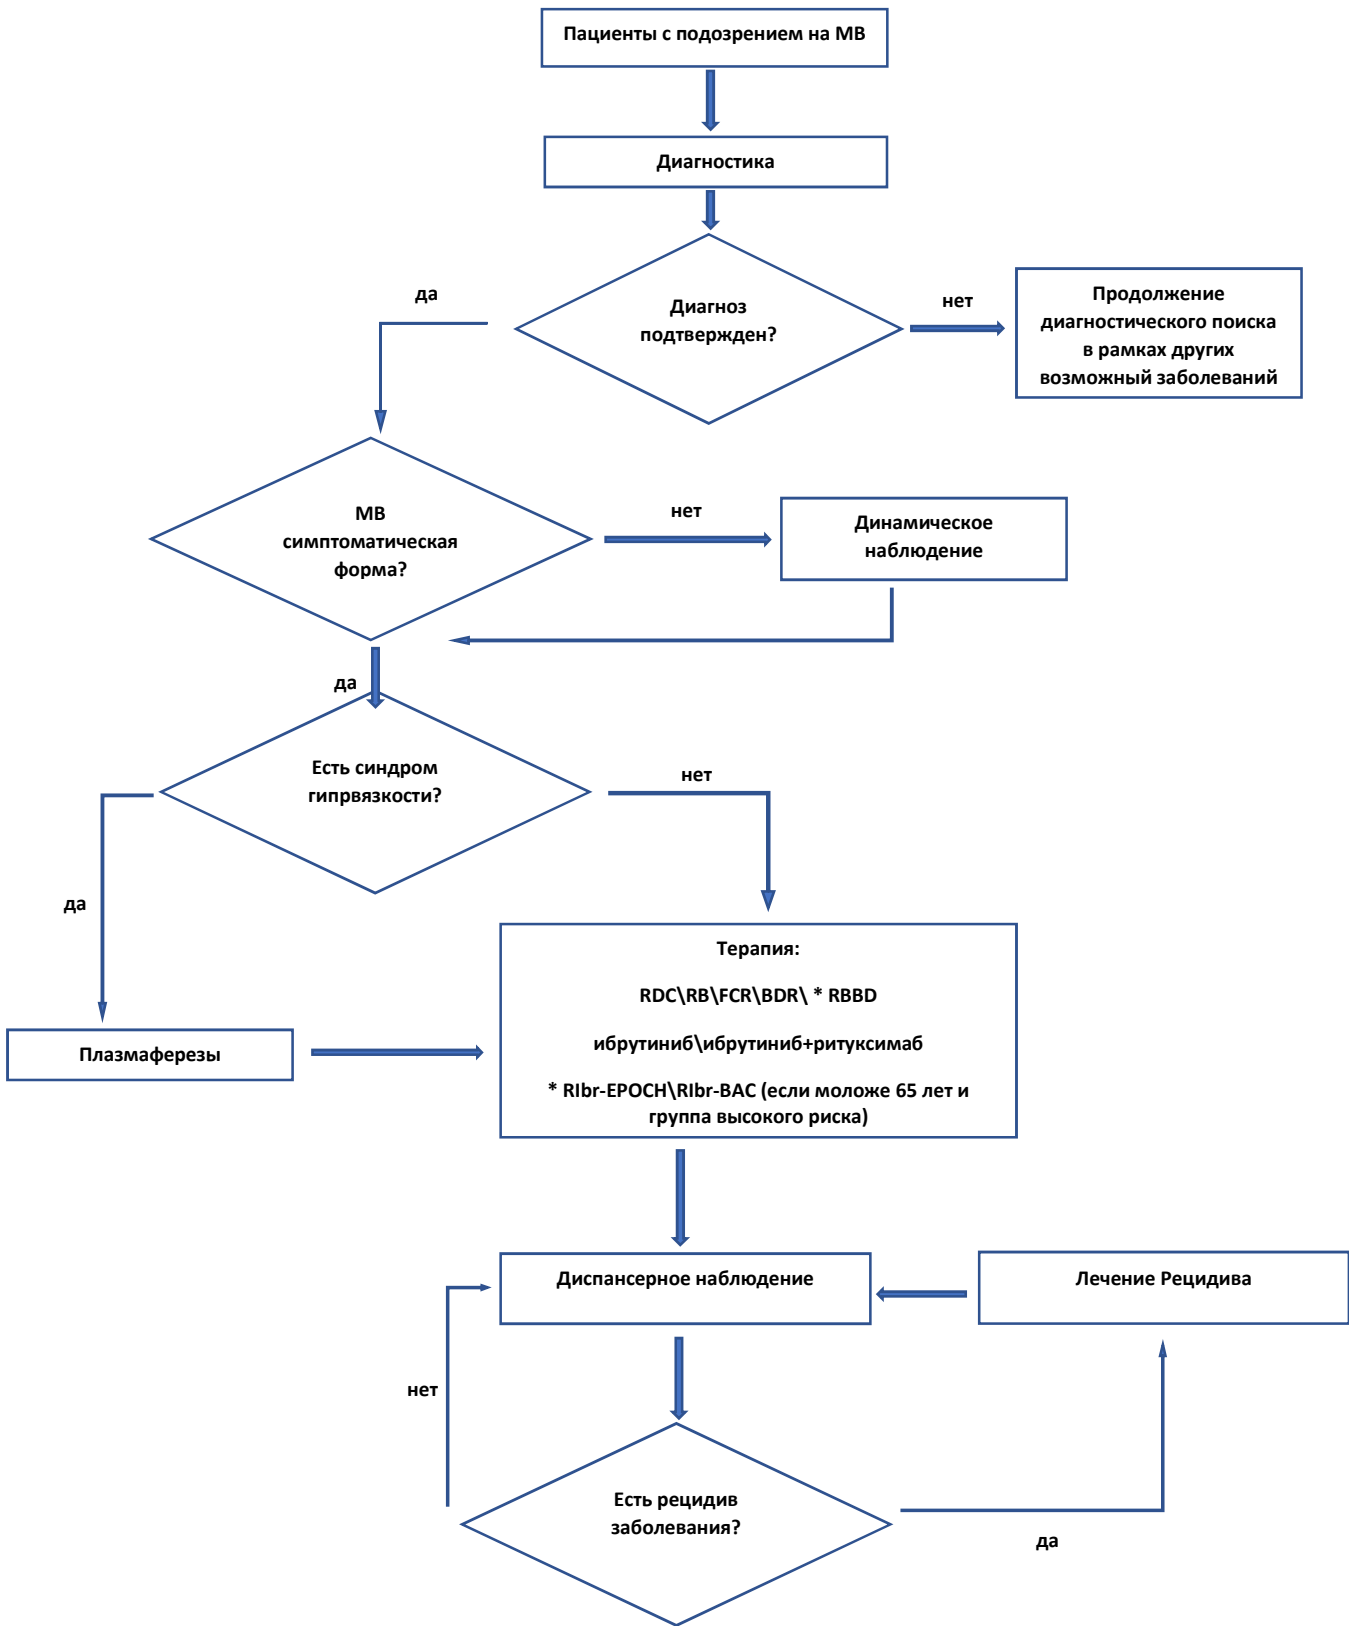 Пациенты с подозрением на МВ
Диагностика
да
Диагноз
подтвержден?
нет
Продолжение
диагностического поиска
в рамках других
возможный заболеваний
МВ
симптоматическая
форма?
нет
Динамическое
наблюдение
да
Есть синдром
гипрвязкости?
нет
да
Терапия:
RDC\RB\FCR\BDR\ * RBBD
ибрутиниб\ибрутиниб+ритуксимаб
* RIbr-EPOCH\RIbr-BAC (если моложе 65 лет и
группа высокого риска)
Плазмаферезы
Диспансерное наблюдение
Лечение Рецидива
нет
Есть рецидив
заболевания?
да